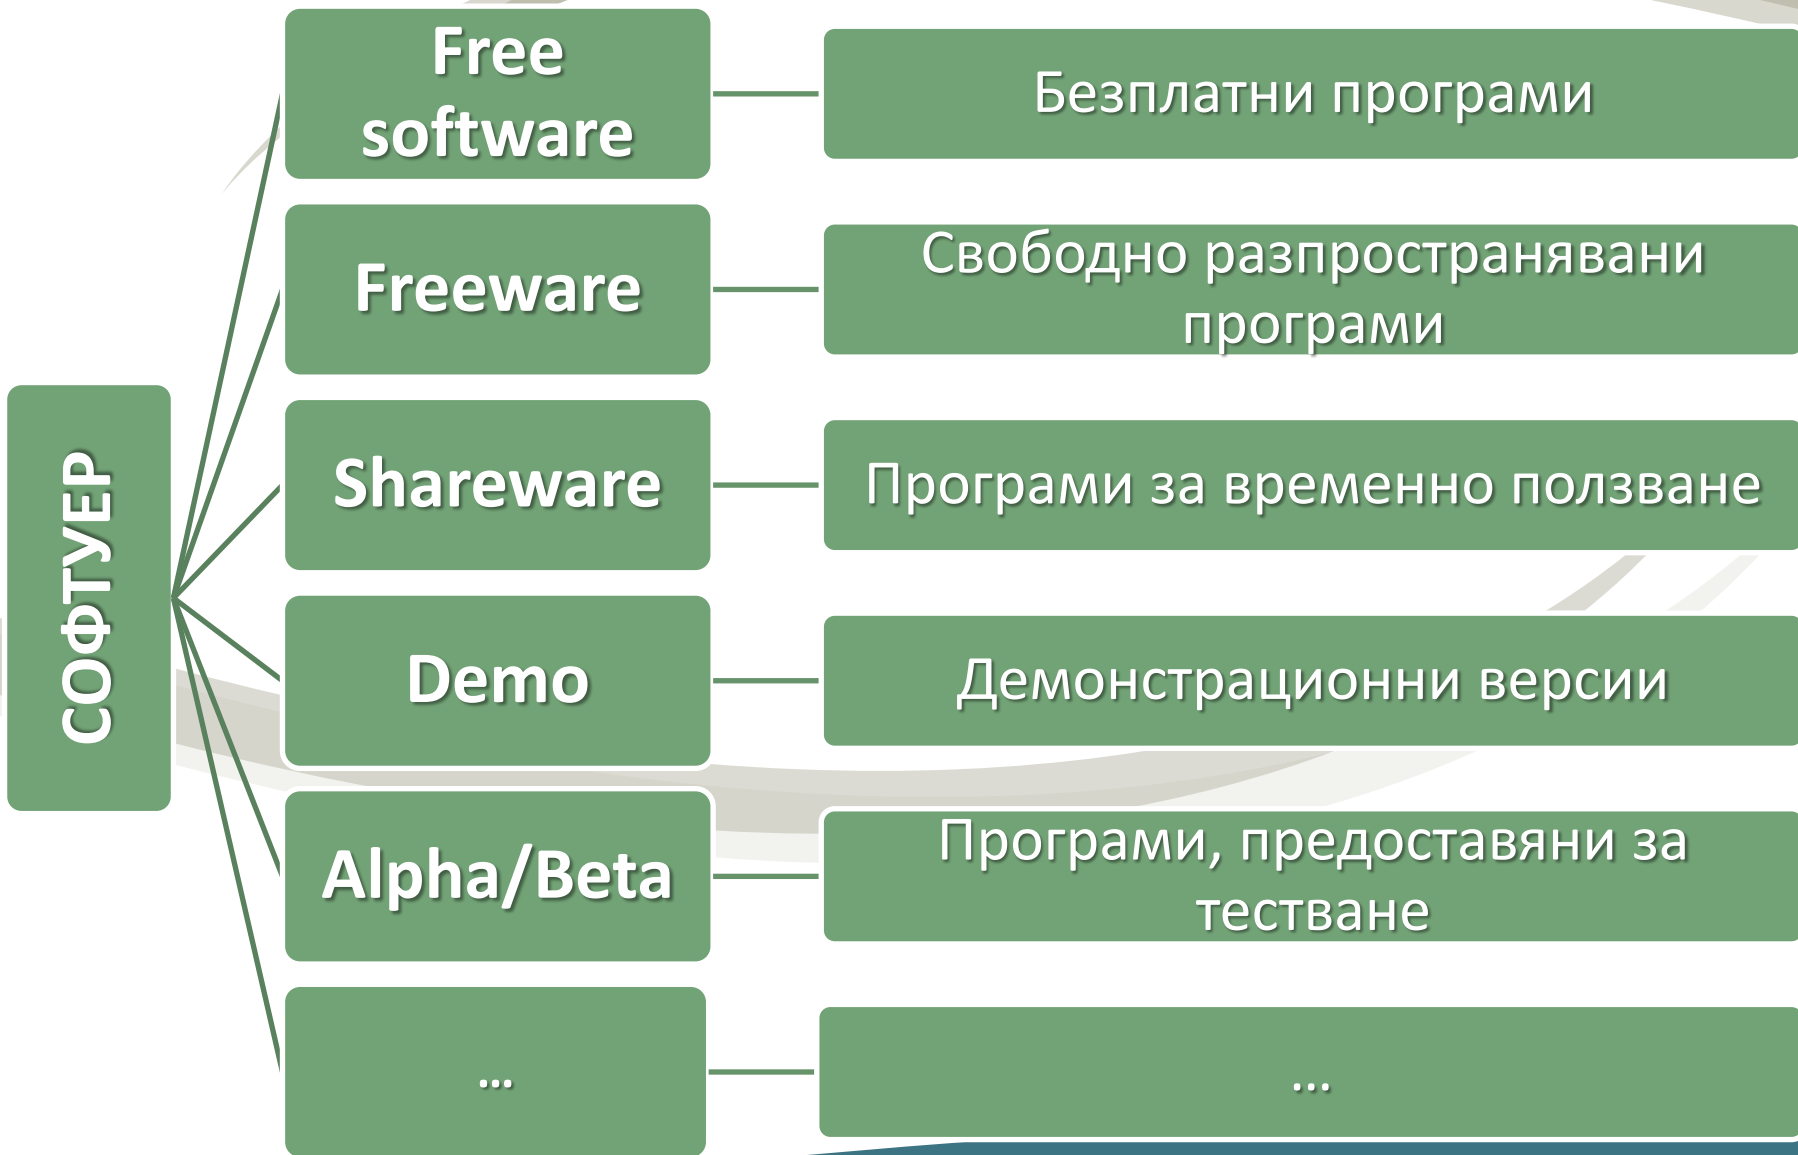 СОФТУЕР
Free
software
Безплатни програми
Freeware
Свободно разпространявани
програми
Shareware
Програми за временно ползване
Demo
Демонстрационни версии
Alpha/Beta
Програми, предоставяни за
тестване
...
...